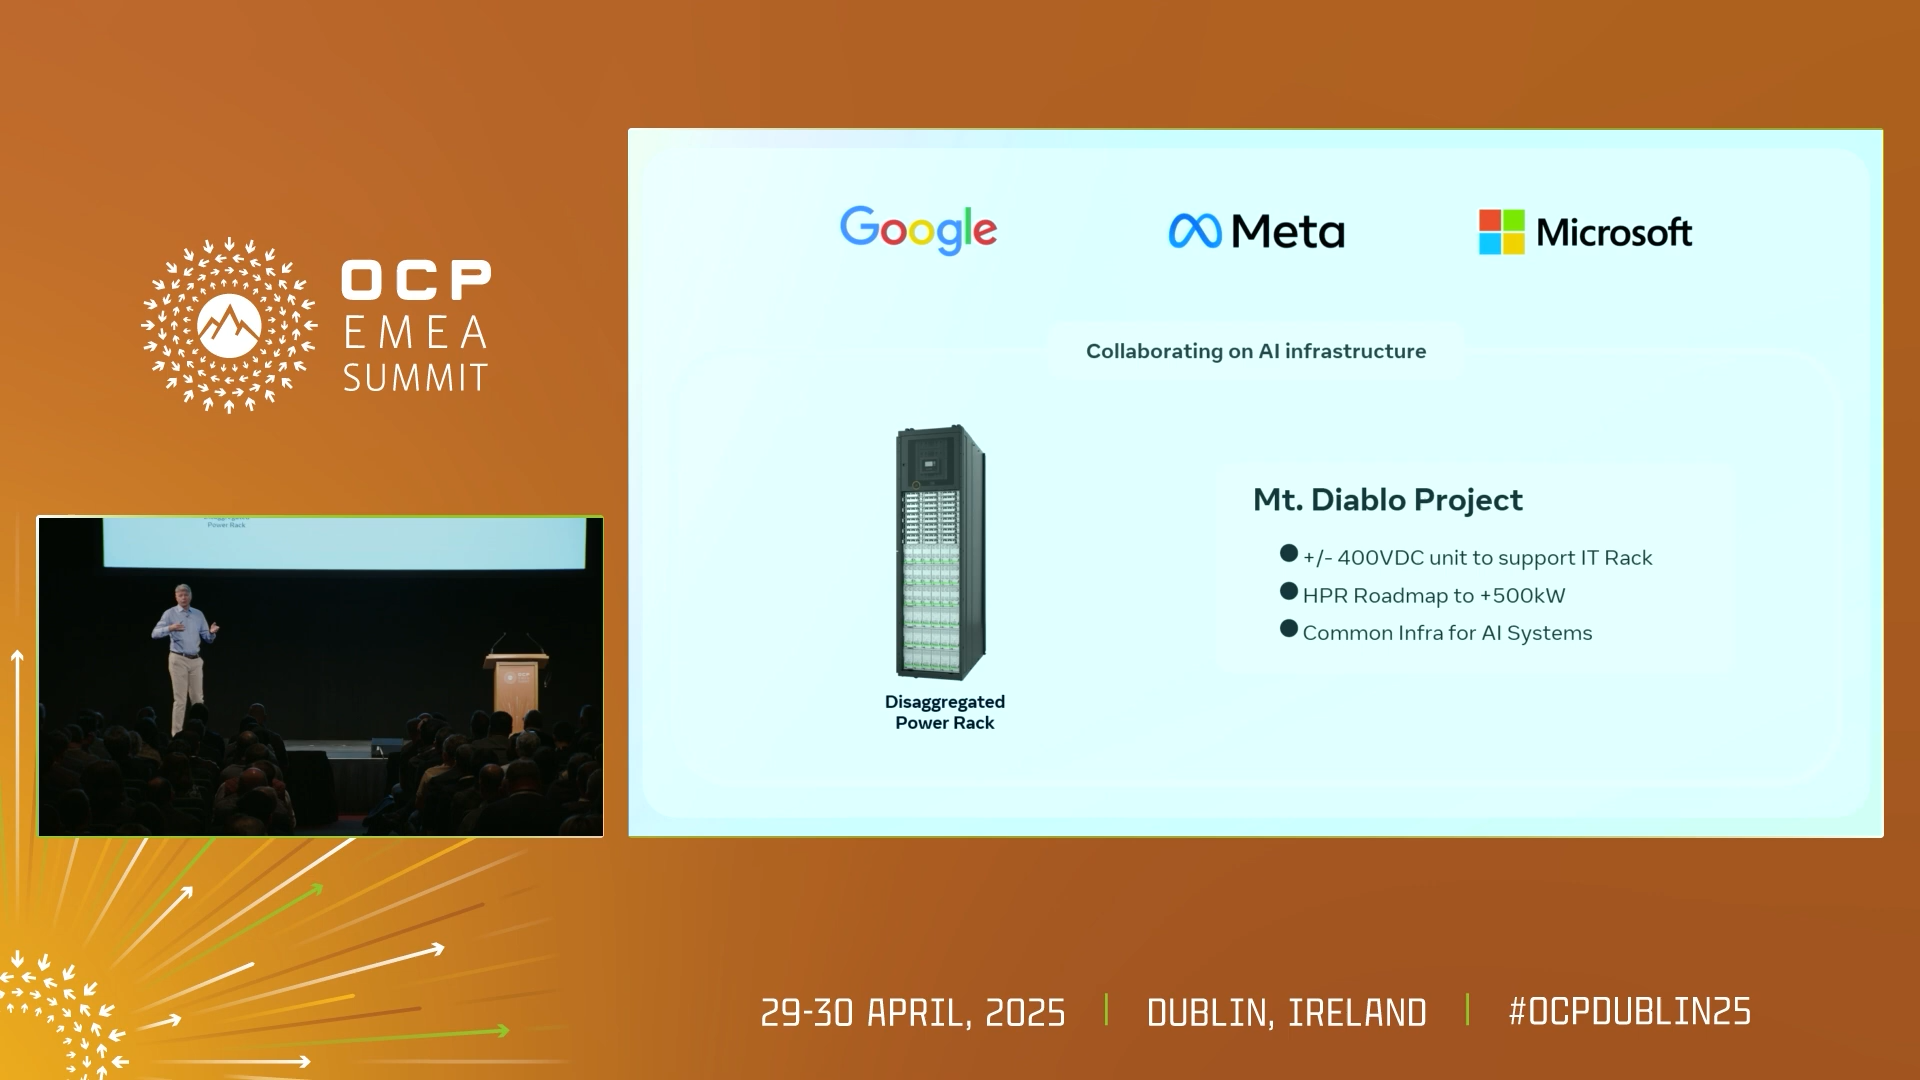 OCP
EMEA
SUMMIT
Google
Meta
Microsoft
Collaborating on AI infrastructure
Mt. Diablo Project
+/- 400VDC unit to support IT Rack
HPR Roadmap to +500kW
Common Infra for AI Systems
Disaggregated
Power Rack
Power Rack
29-30 APRIL, 2025
DUBLIN, IRELAND
#OCPDUBLIN25